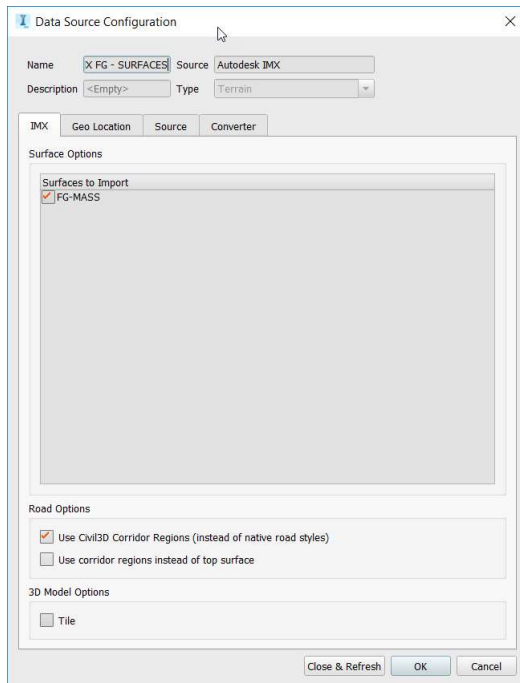 Data Source Configuration
Name X FG - SURFACES Source Autodesk IMX
Description <Empty> Type Terrain
IMX Geo Location Source Converter
Surface Options
Surfaces to Import
FG-MASS
Road Options
Use Civil3D Corridor Regions (instead of native road styles)
Use corridor regions instead of top surface
3D Model Options
Tile
Close & Refresh OK Cancel